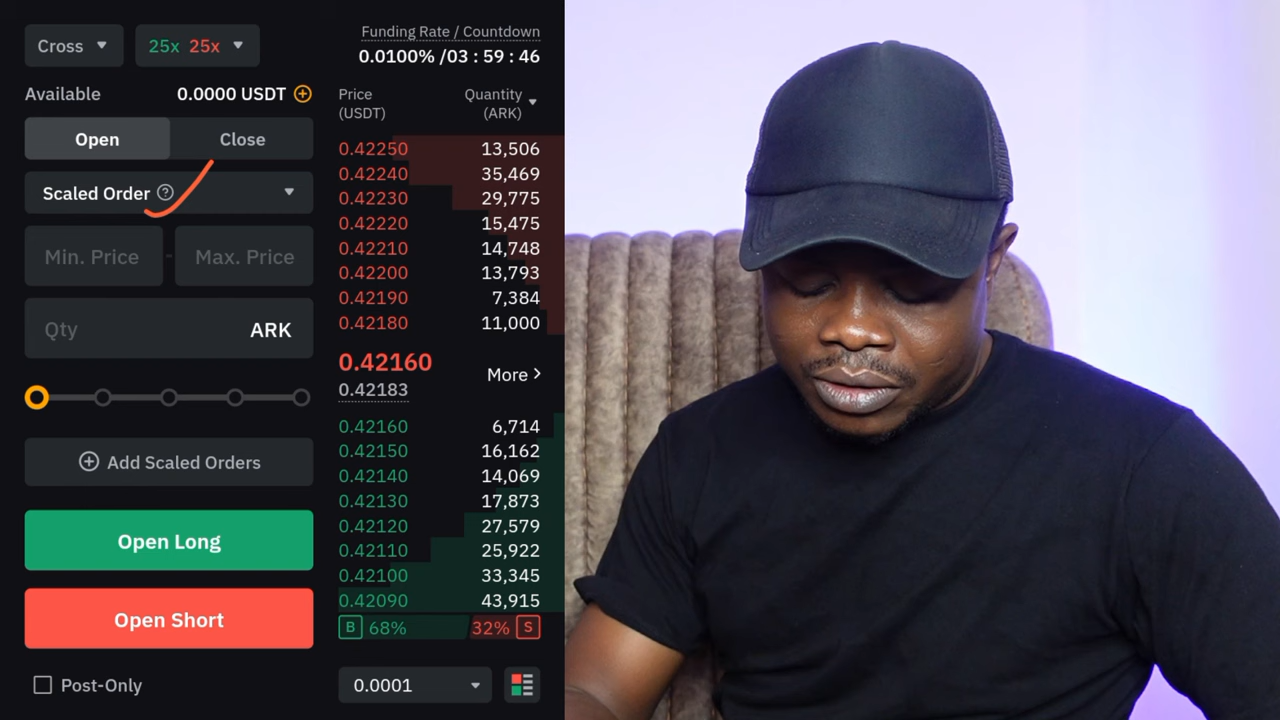 Cross
25x 25x
Available 0.0000 USDT
Open Close
Scaled Order ?
Min. Price - Max. Price
Qty ARK
Add Scaled Orders
Open Long
Open Short
Post-Only
Funding Rate / Countdown
0.0100% /03 : 59 : 46
Price Quantity
(USDT) (ARK)
0.42250 13,506
0.42240 35,469
0.42230 29,775
0.42220 15,475
0.42210 14,748
0.42200 13,793
0.42190 7,384
0.42180 11,000
0.42160
0.42183
More
0.42160 6,714
0.42150 16,162
0.42140 14,069
0.42130 17,873
0.42120 27,579
0.42110 25,922
0.42100 33,345
0.42090 43,915
B 68% 32% S
0.0001